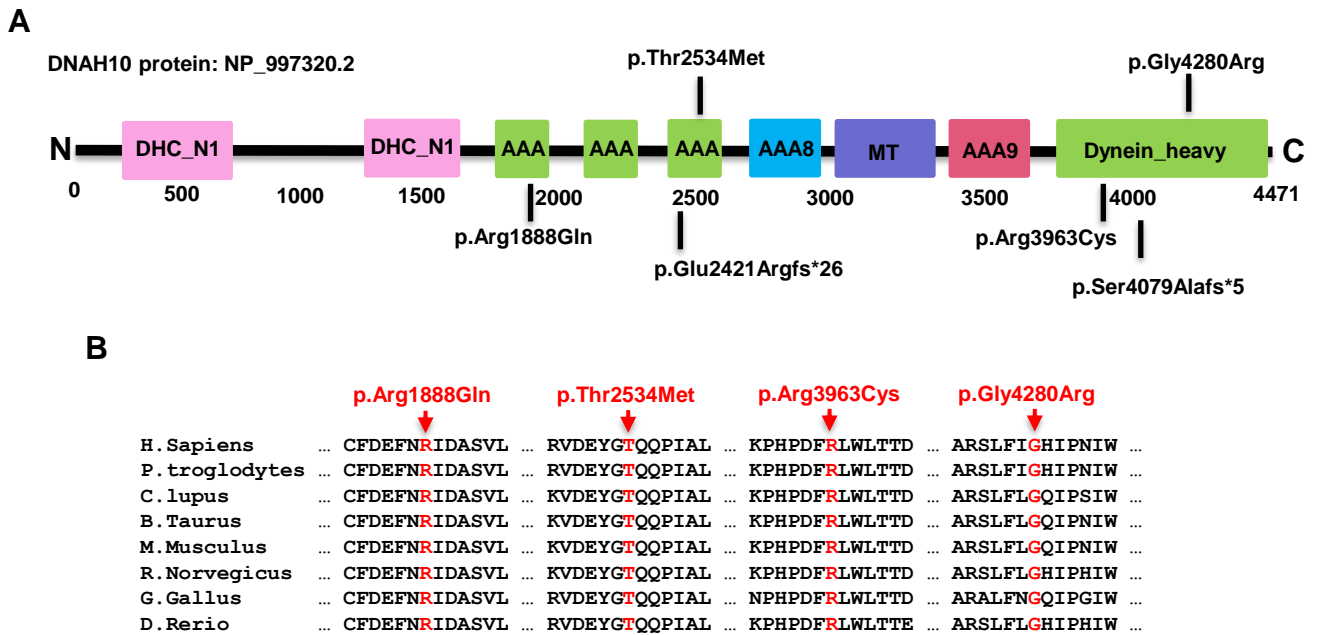 A
DNAH10 protein: NP_997320.2
p.Thr2534Met
p.Gly4280Arg
N DHC_N1 DHC_N1 AAA AAA AAA AAA8 MT AAA9 Dynein_heavy C
0 500 1000 1500 2000 2500 3000 3500 4000 4471
p.Arg1888Gln
p.Arg3963Cys
p.Glu2421Argfs*26
p.Ser4079Alafs*5
B
p.Arg1888Gln p.Thr2534Met p.Arg3963Cys p.Gly4280Arg
H.Sapiens … CFDEFNRIDASVL … RVDEYGTQQPIAL … KPHPDFRLWLTTD … ARSLFIGHIPNIW …
P.troglodytes … CFDEFNRIDASVL … RVDEYGTQQPIAL … KPHPDFRLWLTTD … ARSLFIGHIPNIW …
C.lupus … CFDEFNRIDASVL … KVDEYGTQQPIAL … KPHPDFRLWLTTD … ARSLFLGQIPSIW …
B.Taurus … CFDEFNRIDASVL … KVDEYGTQQPIAL … KPHPDFRLWLTTD … ARSLFLGQIPNIW …
M.Musculus … CFDEFNRIDASVL … KVDEYGTQQPIAL … KPHPDFRLWLTTD … ARSLFLGQIPNIW …
R.Norvegicus … CFDEFNRIDASVL … KVDEYGTQQPIAL … KPHPDFRLWLTTD … ARSLFLGHIPHIW …
G.Gallus … CFDEFNRIDASVL … KVDEYGTQQPIAL … NPHPDFRLWLTTD … ARALFNGQIPGIW …
D.Rerio … CFDEFNRIDASVL … KVDEYGTQQPIAL … KPHPDFRLWLTTE … ARSLFLGHIPHIW …